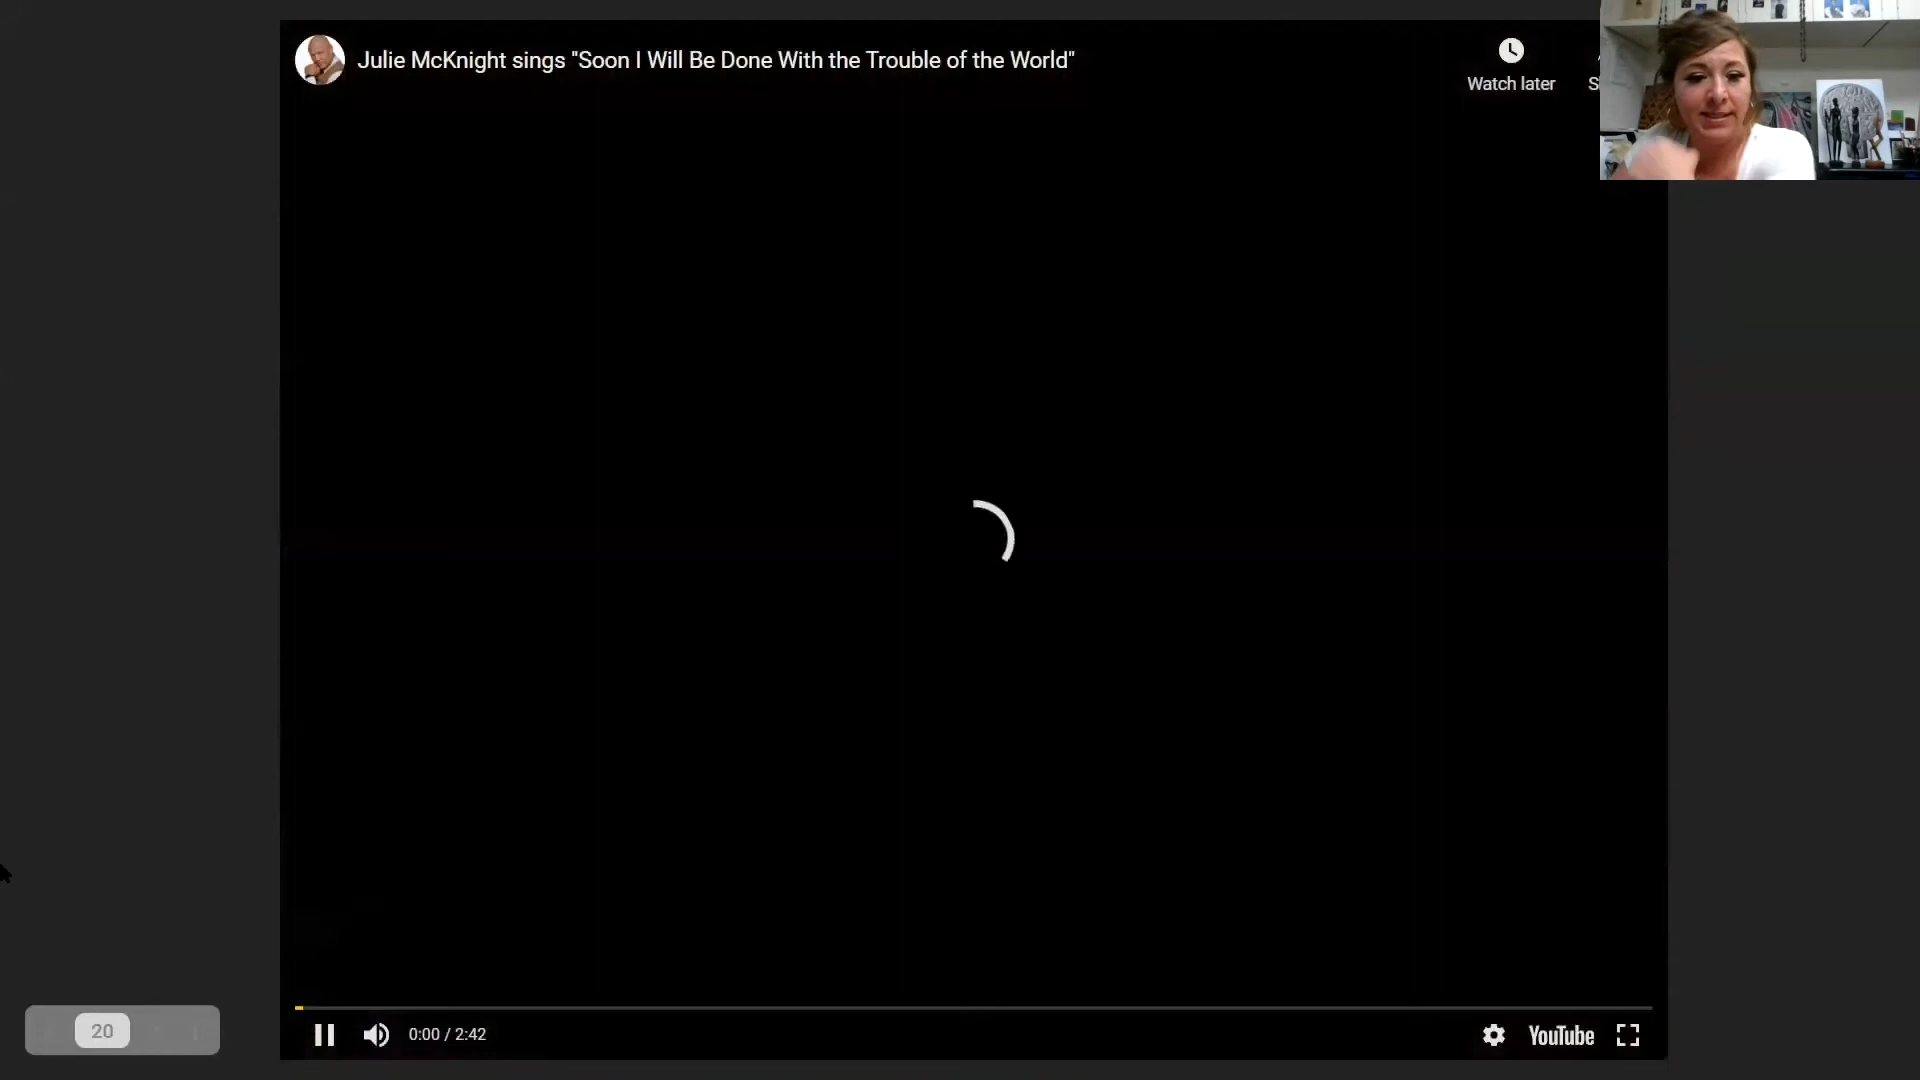 Julie McKnight sings "Soon I Will Be Done With the Trouble of the World"
Watch later
S
20
0:00 / 2:42
YouTube